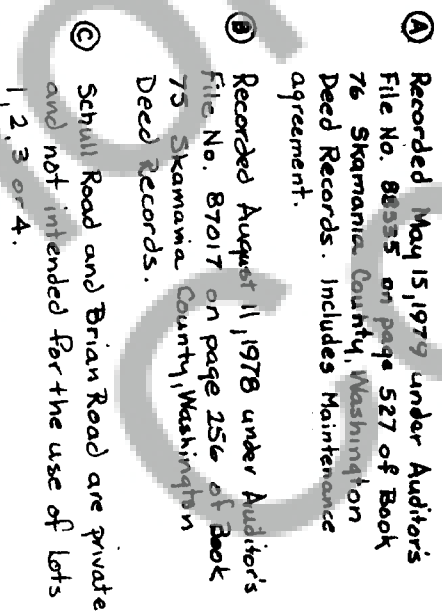 Ⓐ Recorded May 15, 1979 under Auditor's
File No. 88535 on page 527 of Book
76 Skamania County, Washington
Deed Records. Includes Maintenance
agreement.
Ⓑ Recorded August 11, 1978 under Auditor's
File No. 87017 on page 256 of Book
75 Skamania County, Washington
Deed Records.
Ⓒ Schull Road and Brian Road are private
and not intended for the use of Lots
1, 2, 3 or 4.